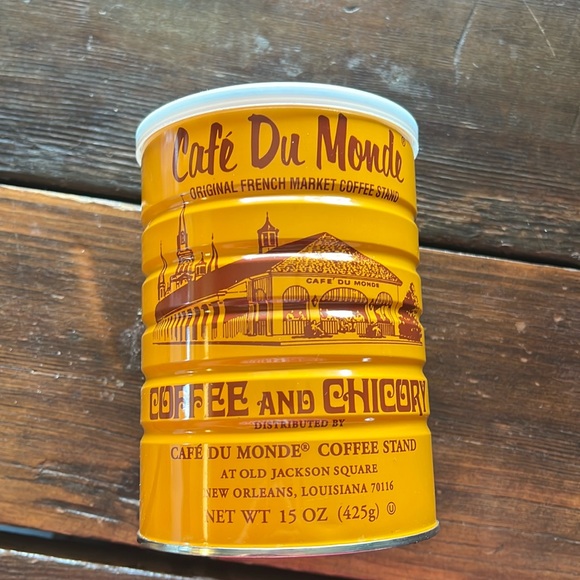 Café Du Monde®
ORIGINAL FRENCH MARKET COFFEE STAND
CAFE DU MONDE
COFFEE AND CHICORY
DISTRIBUTED BY
CAFÉ DU MONDE® COFFEE STAND
AT OLD JACKSON SQUARE
NEW ORLEANS, LOUISIANA 70116
NET WT 15 OZ (425g) Ⓤ